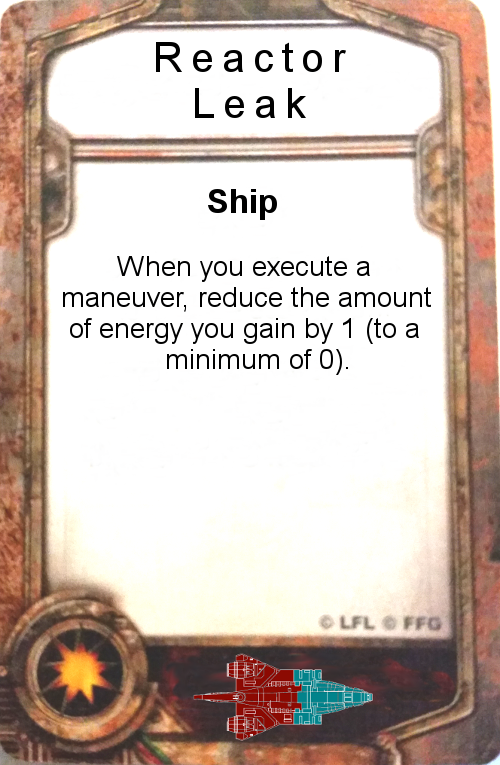 Reactor
Leak
Ship
When you execute a
maneuver, reduce the amount
of energy you gain by 1 (to a
minimum of 0).
© LFL © FFG